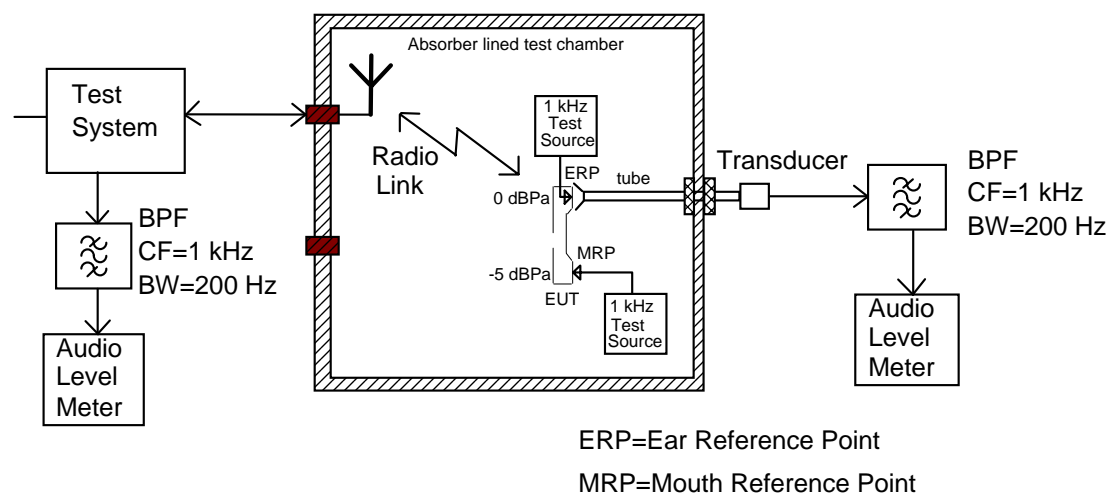 Absorber lined test chamber
Test
System
Radio
Link
1 kHz
Test
Source
ERP
0 dBPa
tube
Transducer
BPF
CF=1 kHz
BW=200 Hz
BPF
CF=1 kHz
BW=200 Hz
MRP
-5 dBPa
EUT
1 kHz
Test
Source
Audio
Level
Meter
Audio
Level
Meter
ERP=Ear Reference Point
MRP=Mouth Reference Point